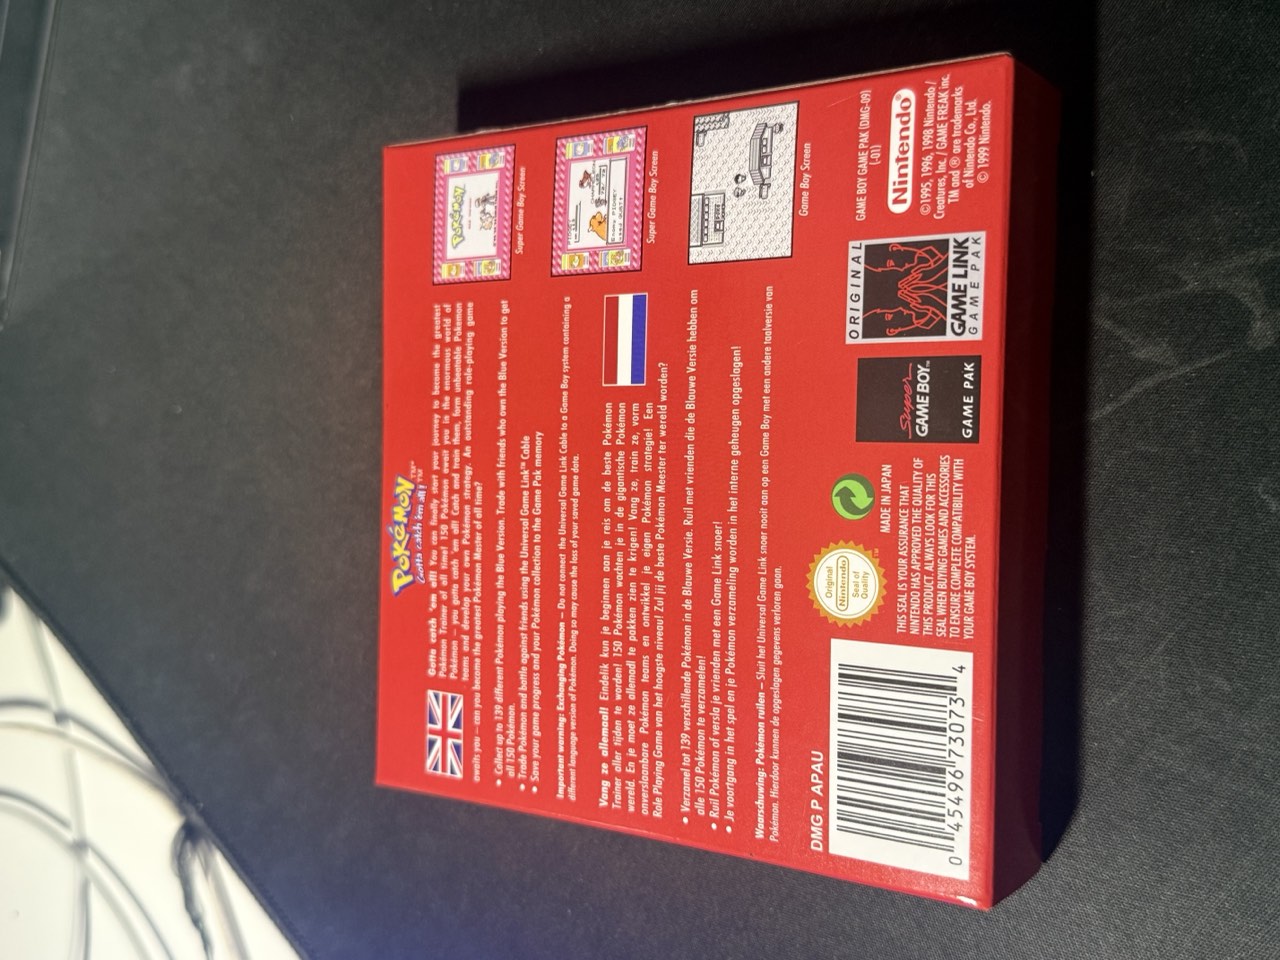 Pokémon™
Gotta catch 'em all!™
Gotta catch 'em all! You can finally start your journey to become the greatest
Pokémon Trainer of all time! 150 Pokémon await you in the enormous world of
Pokémon – you gotta catch 'em all! Catch and train them, form unbeatable Pokémon
teams and develop your own Pokémon strategy. An outstanding role-playing game
awaits you – can you become the greatest Pokémon Master of all time?
• Collect up to 139 different Pokémon playing the Blue Version. Trade with friends who own the Blue Version to get
all 150 Pokémon.
• Trade Pokémon and battle against friends using the Universal Game Link™ Cable
• Save your game progress and your Pokémon collection to the Game Pak memory
Important warning: Exchanging Pokémon – Do not connect the Universal Game Link Cable to a Game Boy system containing a
different language version of Pokémon. Doing so may cause the loss of your saved game data.
Vang ze allemaal! Eindelijk kun je beginnen aan je reis om de beste Pokémon
Trainer aller tijden te worden! 150 Pokémon wachten je in de gigantische Pokémon
wereld. En je moet ze allemaal te pakken zien te krijgen! Vang ze, train ze, vorm
onverslaanbare Pokémon teams en ontwikkel je eigen Pokémon strategie! Een
Role Playing Game van het hoogste niveau! Zul jij de beste Pokémon Meester ter wereld worden?
• Verzamel tot 139 verschillende Pokémon in de Blauwe Versie. Ruil met vrienden die de Blauwe Versie hebben om
alle 150 Pokémon te verzamelen!
• Ruil Pokémon of versla je vrienden met een Game Link snoer!
• Je voortgang in het spel en je Pokémon verzameling worden in het interne geheugen opgeslagen!
Waarschuwing: Pokémon ruilen – Sluit het Universal Game Link snoer nooit aan op een Game Boy met een andere taalversie van
Pokémon. Hierdoor kunnen de opgeslagen gegevens verloren gaan.
POKéMON
Super Game Boy Screen
Super Game Boy Screen
Game Boy Screen
DMG P APAU
0 45496 73073 4
Original
Nintendo
Seal of
Quality
TM
MADE IN JAPAN
THIS SEAL IS YOUR ASSURANCE THAT
NINTENDO HAS APPROVED THE QUALITY OF
THIS PRODUCT. ALWAYS LOOK FOR THIS
SEAL WHEN BUYING GAMES AND ACCESSORIES
TO ENSURE COMPLETE COMPATIBILITY WITH
YOUR GAME BOY SYSTEM.
Super
GAME BOY™
GAME PAK
ORIGINAL
GAME LINK
GAME PAK
GAME BOY GAME PAK (DMG-09)
(-01)
Nintendo®
©1995, 1996, 1998 Nintendo/
Creatures, inc. / GAME FREAK inc.
TM and ® are trademarks
of Nintendo Co., Ltd.
© 1999 Nintendo.